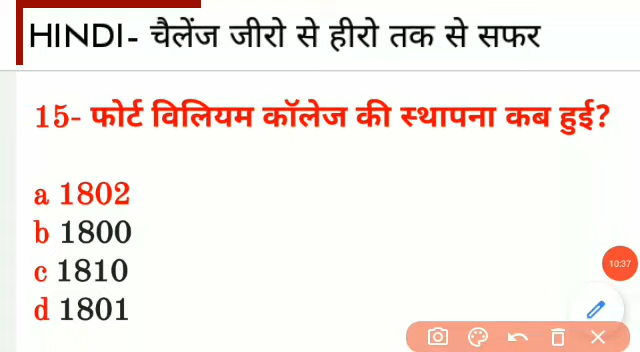 HINDI- चैलेंज जीरो से हीरो तक से सफर
15- फोर्ट विलियम कॉलेज की स्थापना कब हुई?
a 1802
b 1800
c 1810
d 1801
10:37